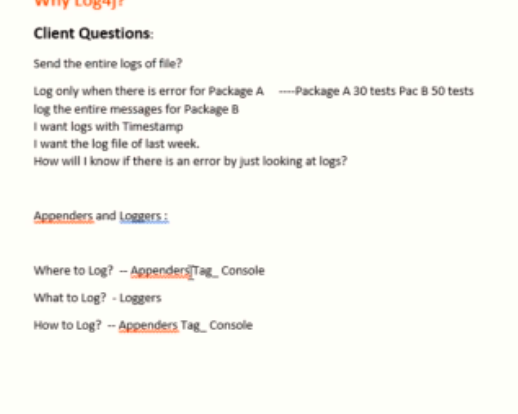 Why Log4j?
Client Questions:
Send the entire logs of file?
Log only when there is error for Package A ----Package A 30 tests Pac B 50 tests
log the entire messages for Package B
I want logs with Timestamp
I want the log file of last week.
How will I know if there is an error by just looking at logs?
Appenders and Loggers :
Where to Log? -- Appenders Tag_ Console
What to Log? - Loggers
How to Log? -- Appenders Tag_ Console